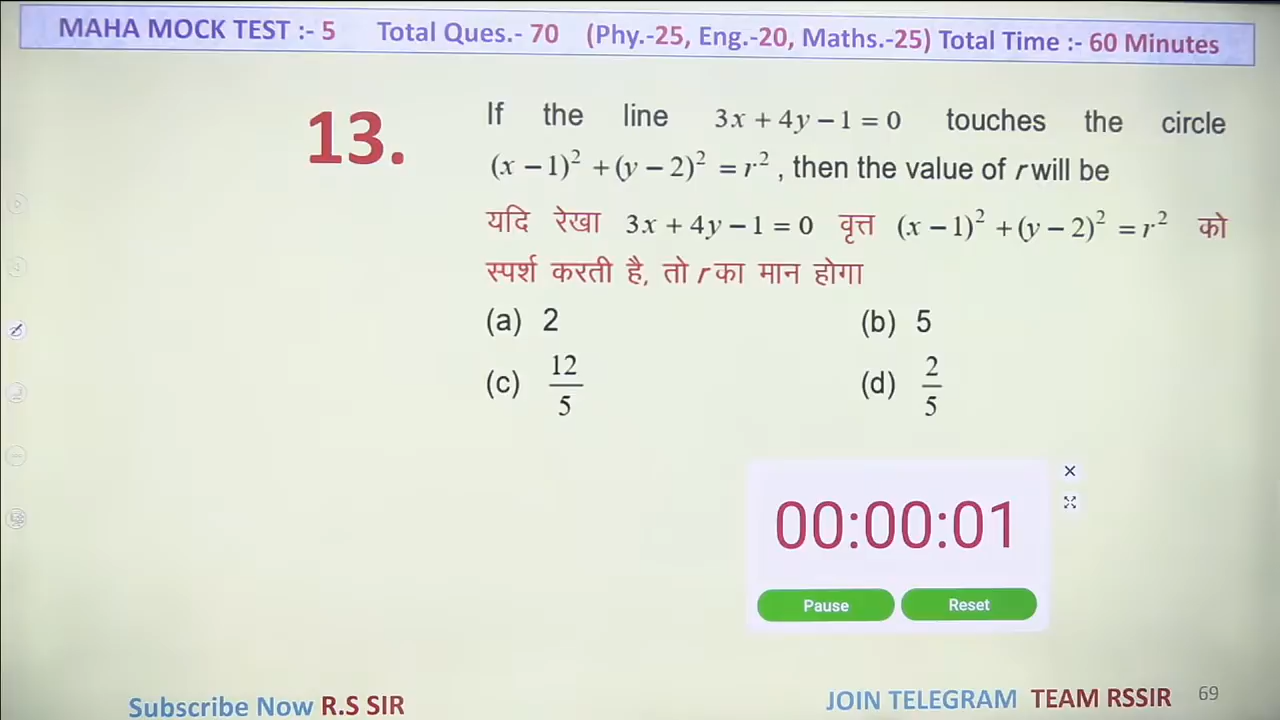 MAHA MOCK TEST :- 5 Total Ques.- 70 (Phy.-25, Eng.-20, Maths.-25) Total Time :- 60 Minutes
13.
If the line 3x + 4y − 1 = 0 touches the circle
(x − 1)² + (y − 2)² = r² , then the value of r will be
यदि रेखा 3x + 4y − 1 = 0 वृत्त (x − 1)² + (y − 2)² = r² को
स्पर्श करती है, तो r का मान होगा
(a) 2 (b) 5
(c) 12/5 (d) 2/5
00:00:01
Pause Reset
Subscribe Now R.S SIR JOIN TELEGRAM TEAM RSSIR 69